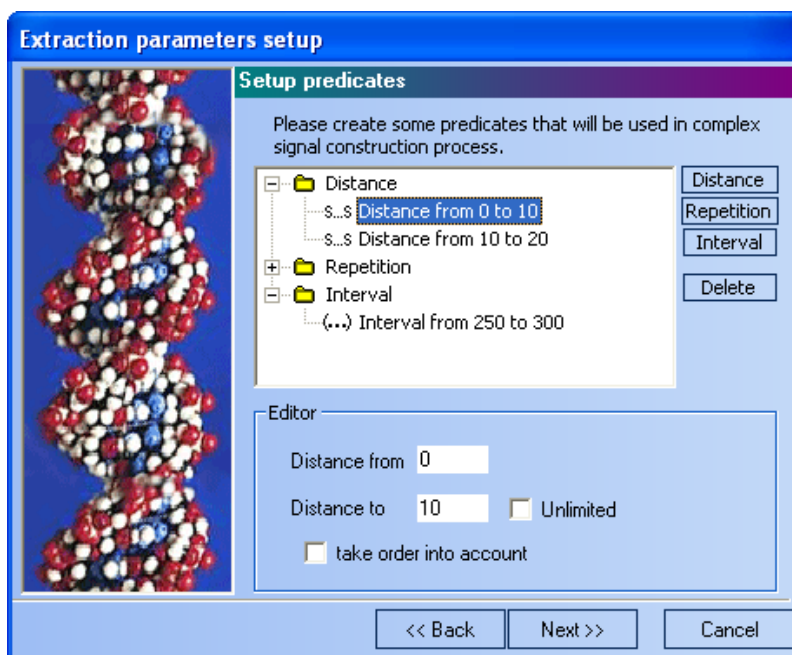 Extraction parameters setup
Setup predicates
Please create some predicates that will be used in complex
signal construction process.
Distance
s...s Distance from 0 to 10
s...s Distance from 10 to 20
Repetition
Interval
(...) Interval from 250 to 300
Distance
Repetition
Interval
Delete
Editor
Distance from 0
Distance to 10 Unlimited
take order into account
<< Back Next >> Cancel